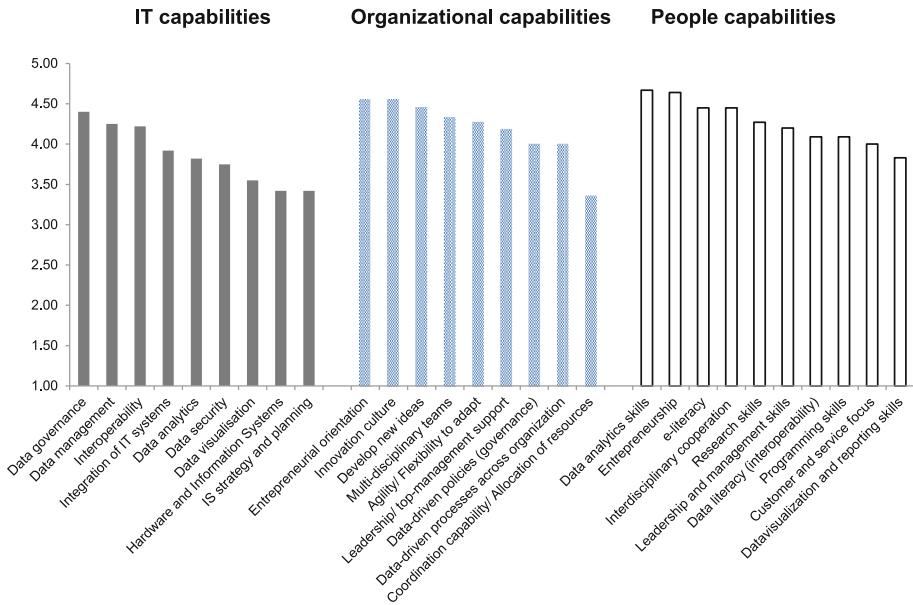 IT capabilities
Organizational capabilities
People capabilities
5.00
4.50
4.00
3.50
3.00
2.50
2.00
1.50
1.00
Data governance
Data management
Interoperability
Integration of IT systems
Data analytics
Data security
Data visualisation
Hardware and Information Systems
IS strategy and planning
Entrepreneurial orientation
Innovation culture
Develop new ideas
Multi-disciplinary teams
Agility/ Flexibility to adapt
Leadership/ top-management support
Data-driven policies (governance)
Data-driven processes across organization
Coordination capability/ Allocation of resources
Data analytics skills
Entrepreneurship
e-literacy
Interdisciplinary cooperation
Research skills
Leadership and management skills
Data literacy (interoperability)
Programming skills
Customer and service focus
Datavisualization and reporting skills